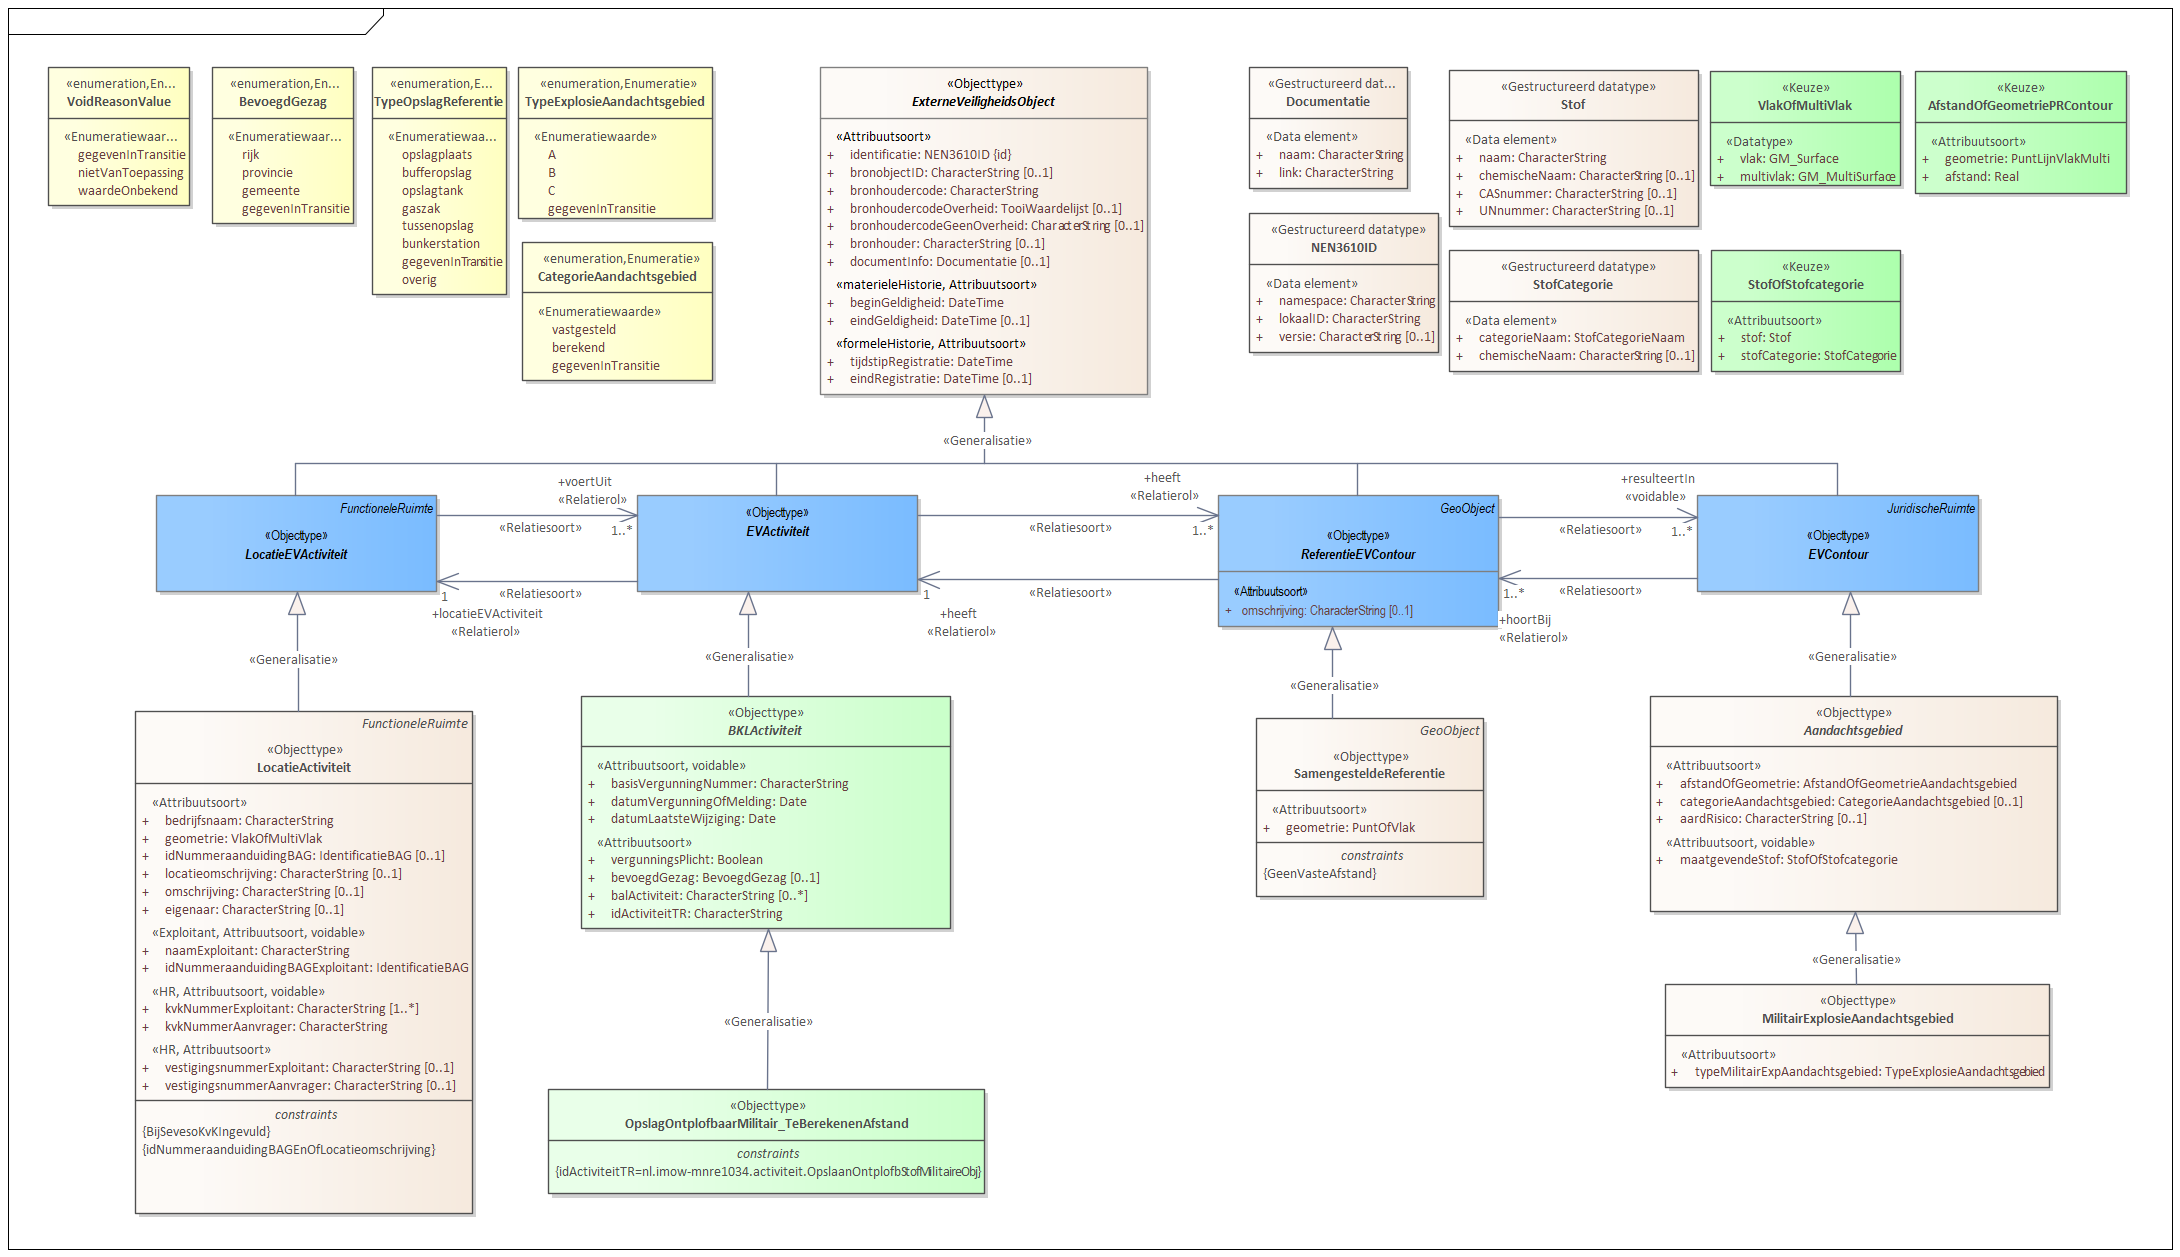 «enumeration,En...
VoidReasonValue
«Enumeratiewaar...
gegevenInTransitie
nietVanToepassing
waardeOnbekend
«enumeration,En...
BevoegdGezag
«Enumeratiewaar...
rijk
provincie
gemeente
gegevenInTransitie
«enumeration,E...
TypeOpslagReferentie
«Enumeratiewaa...
opslagplaats
bufferopslag
opslagtank
gaszak
tussenopslag
bunkerstation
gegevenInTransitie
overig
«enumeration,Enumeratie»
TypeExplosieAandachtsgebied
«Enumeratiewaarde»
A
B
C
gegevenInTransitie
«enumeration,Enumeratie»
CategorieAandachtsgebied
«Enumeratiewaarde»
vastgesteld
berekend
gegevenInTransitie
«Objecttype»
ExterneVeiligheidsObject
«Attribuutsoort»
+ identificatie: NEN3610ID {id}
+ bronobjectID: CharacterString [0..1]
+ bronhoudercode: CharacterString
+ bronhoudercodeOverheid: TooiWaardelijst [0..1]
+ bronhoudercodeGeenOverheid: CharacterString [0..1]
+ bronhouder: CharacterString [0..1]
+ documentInfo: Documentatie [0..1]
«materieleHistorie, Attribuutsoort»
+ beginGeldigheid: DateTime
+ eindGeldigheid: DateTime [0..1]
«formeleHistorie, Attribuutsoort»
+ tijdstipRegistratie: DateTime
+ eindRegistratie: DateTime [0..1]
«Gestructureerd dat...
Documentatie
«Data element»
+ naam: CharacterString
+ link: CharacterString
«Gestructureerd datatype»
NEN3610ID
«Data element»
+ namespace: CharacterString
+ lokaalID: CharacterString
+ versie: CharacterString [0..1]
«Gestructureerd datatype»
Stof
«Data element»
+ naam: CharacterString
+ chemischeNaam: CharacterString [0..1]
+ CASnummer: CharacterString [0..1]
+ UNnummer: CharacterString [0..1]
«Gestructureerd datatype»
StofCategorie
«Data element»
+ categorieNaam: StofCategorieNaam
+ chemischeNaam: CharacterString [0..1]
«Keuze»
VlakOfMultiVlak
«Datatype»
+ vlak: GM_Surface
+ multivlak: GM_MultiSurface
«Keuze»
StofOfStofcategorie
«Attribuutsoort»
+ stof: Stof
+ stofCategorie: StofCategorie
«Keuze»
AfstandOfGeometriePRContour
«Attribuutsoort»
+ geometrie: PuntLijnVlakMulti
+ afstand: Real
«Generalisatie»
FunctioneleRuimte
«Objecttype»
LocatieEVActiviteit
+voertUit
«Relatierol»
«Relatiesoort»
1..*
«Objecttype»
EVActiviteit
+heeft
«Relatierol»
«Relatiesoort»
1..*
GeoObject
«Objecttype»
ReferentieEVContour
«Attribuutsoort»
+ omschrijving: CharacterString [0..1]
+resulteertIn
«voidable»
«Relatiesoort»
1..*
JuridischeRuimte
«Objecttype»
EVContour
1
«Relatiesoort»
+locatieEVActiviteit
«Relatierol»
1
«Relatiesoort»
+heeft
«Relatierol»
1..*
«Relatiesoort»
+hoortBij
«Relatierol»
«Generalisatie»
«Generalisatie»
«Generalisatie»
«Generalisatie»
FunctioneleRuimte
«Objecttype»
LocatieActiviteit
«Attribuutsoort»
+ bedrijfsnaam: CharacterString
+ geometrie: VlakOfMultiVlak
+ idNummeraanduidingBAG: IdentificatieBAG [0..1]
+ locatieomschrijving: CharacterString [0..1]
+ omschrijving: CharacterString [0..1]
+ eigenaar: CharacterString [0..1]
«Exploitant, Attribuutsoort, voidable»
+ naamExploitant: CharacterString
+ idNummeraanduidingBAGExploitant: IdentificatieBAG
«HR, Attribuutsoort, voidable»
+ kvkNummerExploitant: CharacterString [1..*]
+ kvkNummerAanvrager: CharacterString
«HR, Attribuutsoort»
+ vestigingsnummerExploitant: CharacterString [0..1]
+ vestigingsnummerAanvrager: CharacterString [0..1]
constraints
{BijSevesoKvKIngevuld}
{idNummeraanduidingBAGEnOfLocatieomschrijving}
«Objecttype»
BKLActiviteit
«Attribuutsoort, voidable»
+ basisVergunningNummer: CharacterString
+ datumVergunningOfMelding: Date
+ datumLaatsteWijziging: Date
«Attribuutsoort»
+ vergunningsPlicht: Boolean
+ bevoegdGezag: BevoegdGezag [0..1]
+ balActiviteit: CharacterString [0..*]
+ idActiviteitTR: CharacterString
«Generalisatie»
«Objecttype»
OpslagOntplofbaarMilitair_TeBerekenenAfstand
constraints
{idActiviteitTR=nl.imow-mnre1034.activiteit.OpslaanOntplofbStofMilitaireObj}
GeoObject
«Objecttype»
SamengesteldeReferentie
«Attribuutsoort»
+ geometrie: PuntOfVlak
constraints
{GeenVasteAfstand}
«Objecttype»
Aandachtsgebied
«Attribuutsoort»
+ afstandOfGeometrie: AfstandOfGeometrieAandachtsgebied
+ categorieAandachtsgebied: CategorieAandachtsgebied [0..1]
+ aardRisico: CharacterString [0..1]
«Attribuutsoort, voidable»
+ maatgevendeStof: StofOfStofcategorie
«Generalisatie»
«Objecttype»
MilitairExplosieAandachtsgebied
«Attribuutsoort»
+ typeMilitairExpAandachtsgebied: TypeExplosieAandachtsgebied